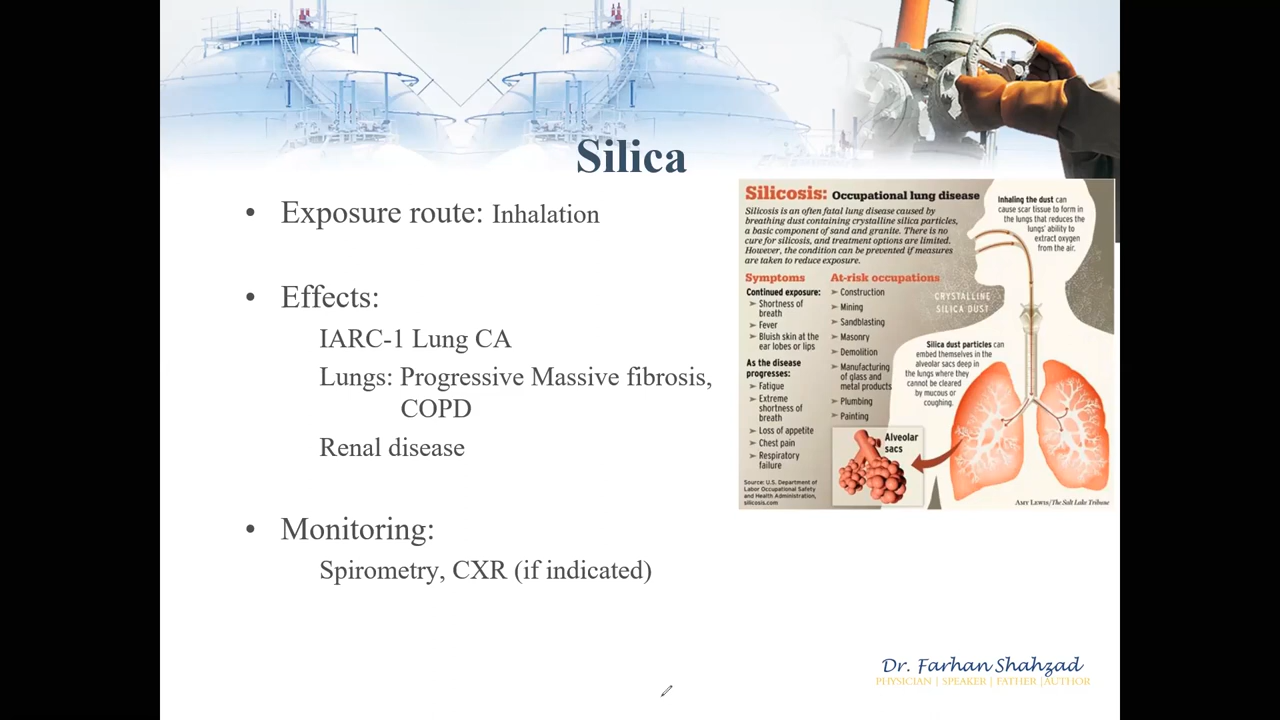 Silica
• Exposure route: Inhalation
• Effects:
IARC-1 Lung CA
Lungs: Progressive Massive fibrosis,
COPD
Renal disease
• Monitoring:
Spirometry, CXR (if indicated)
Silicosis: Occupational lung disease
Silicosis is an often fatal lung disease caused by
breathing dust containing crystalline silica particles,
a basic component of sand and granite. There is no
cure for silicosis, and treatment options are limited.
However, the condition can be prevented if measures
are taken to reduce exposure.
Symptoms
Continued exposure:
➢ Shortness of
breath
➢ Fever
➢ Bluish skin at the
ear lobes or lips
As the disease
progresses:
➢ Fatigue
➢ Extreme
shortness of
breath
➢ Loss of appetite
➢ Chest pain
➢ Respiratory
failure
Source: U.S. Department of
Labor Occupational Safety
and Health Administration,
silicosis.com
At-risk occupations
➢ Construction
➢ Mining
➢ Sandblasting
➢ Masonry
➢ Demolition
➢ Manufacturing
of glass and
metal products
➢ Plumbing
➢ Painting
Inhaling the dust can
cause scar tissue to form in
the lungs that reduces the
lungs' ability to
extract oxygen
from the air.
CRYSTALLINE
SILICA DUST
Silica dust particles can
embed themselves in the
alveolar sacs deep in
the lungs where they
cannot be cleared
by mucous or
coughing.
Alveolar
sacs
AMY LEWIS/The Salt Lake Tribune
Dr. Farhan Shahzad
PHYSICIAN | SPEAKER | FATHER |AUTHOR